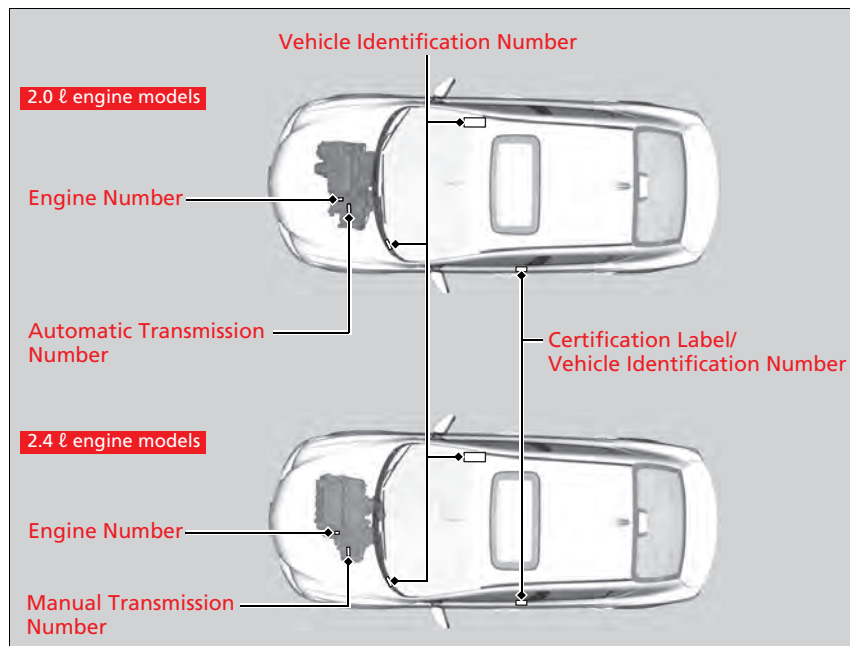 Vehicle Identification Number
2.0 ℓ engine models
Engine Number
Automatic Transmission
Number
Certification Label/
Vehicle Identification Number
2.4 ℓ engine models
Engine Number
Manual Transmission
Number